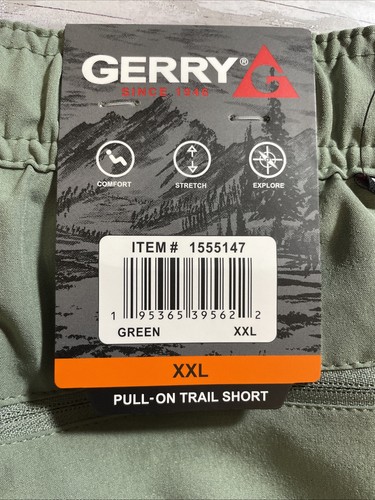 GERRY®
SINCE 1945
COMFORT STRETCH EXPLORE
ITEM # 1555147
1 95365 39562 2
GREEN XXL
XXL
PULL-ON TRAIL SHORT